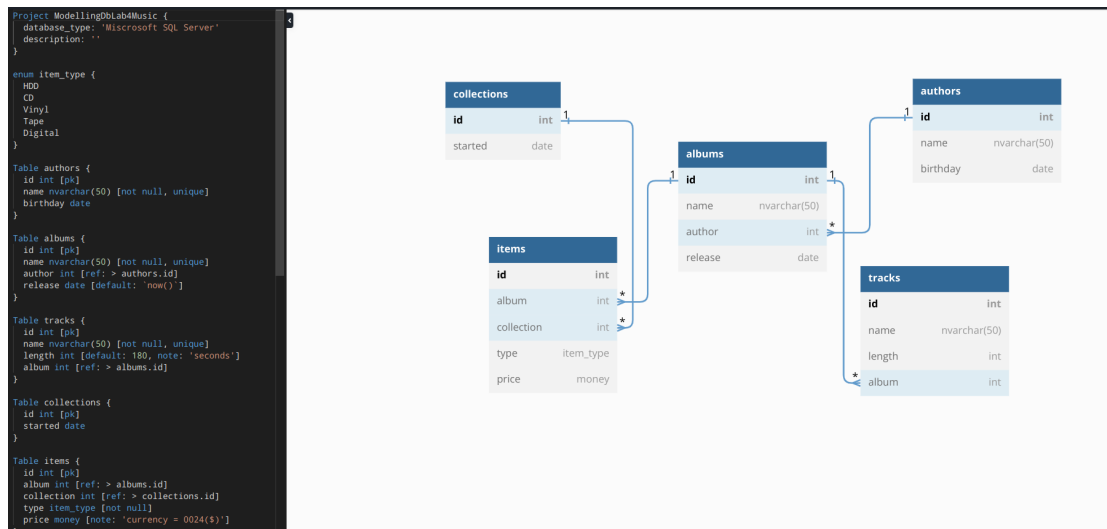 Project ModellingDbLab4Music {
  database_type: 'Miscrosoft SQL Server'
  description: ''
}
enum item_type {
  HDD
  CD
  Vinyl
  Tape
  Digital
}
Table authors {
  id int [pk]
  name nvarchar(50) [not null, unique]
  birthday date
}
Table albums {
  id int [pk]
  name nvarchar(50) [not null, unique]
  author int [ref: > authors.id]
  release date [default: `now()`]
}
Table tracks {
  id int [pk]
  name nvarchar(50) [not null, unique]
  length int [default: 180, note: 'seconds']
  album int [ref: > albums.id]
}
Table collections {
  id int [pk]
  started date
}
Table items {
  id int [pk]
  album int [ref: > albums.id]
  collection int [ref: > collections.id]
  type item_type [not null]
  price money [note: 'currency = 0024($)']
‹
collections
id int 1
started date
items
id int
album int *
collection int *
type item_type
price money
albums
1 id int 1
name nvarchar(50)
author int *
release date
authors
1 id int
name nvarchar(50)
birthday date
tracks
id int
name nvarchar(50)
length int
* album int